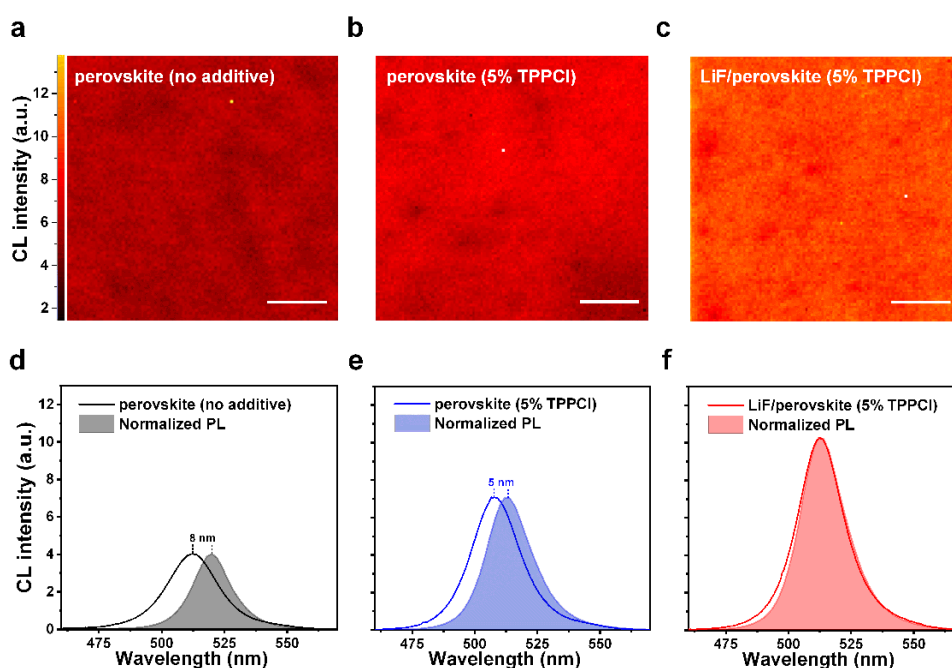 a
b
c
perovskite (no additive)
perovskite (5% TPPCl)
LiF/perovskite (5% TPPCl)
CL intensity (a.u.)
12
10
8
6
4
2
d
e
f
CL intensity (a.u.)
12
10
8
6
4
2
0
perovskite (no additive)
Normalized PL
8 nm
475
500
525
550
Wavelength (nm)
perovskite (5% TPPCl)
Normalized PL
5 nm
475
500
525
550
Wavelength (nm)
LiF/perovskite (5% TPPCl)
Normalized PL
475
500
525
550
Wavelength (nm)